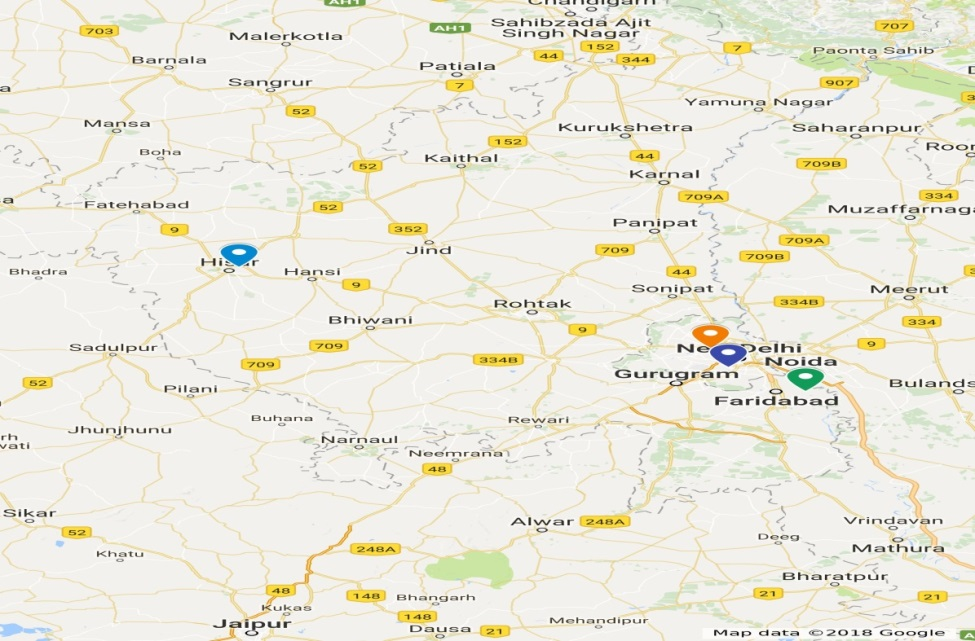 Chandigarh
AH1
707
703
Malerkotla
AH1
Sahibzada Ajit
Singh Nagar
152
7
Paonta Sahib
Barnala
Patiala
44
344
Sangrur
7
907
52
Yamuna Nagar
Mansa
Kurukshetra
Saharanpur
Boha
152
44
Kaithal
52
709B
Karnal
709A
334
Fatehabad
52
Panipat
9
352
709A
Jind
709
709B
Hisar
Bhadra
Hansi
44
9
Sonipat
Meerut
Rohtak
334B
Bhiwani
9
334
Sadulpur
709
New Delhi
9
709
334B
Noida
52
Pilani
Gurugram
Faridabad
Jhunjhunu
Buhana
Rewari
Narnaul
Neemrana
48
Sikar
52
Alwar
248A
Vrindavan
Khatu
248A
Deeg
Mathura
48
148
Bharatpur
Kukas
Bhangarh
21
21
Jaipur
148
Dausa
21
Mehandipur
Map data ©2018 Google